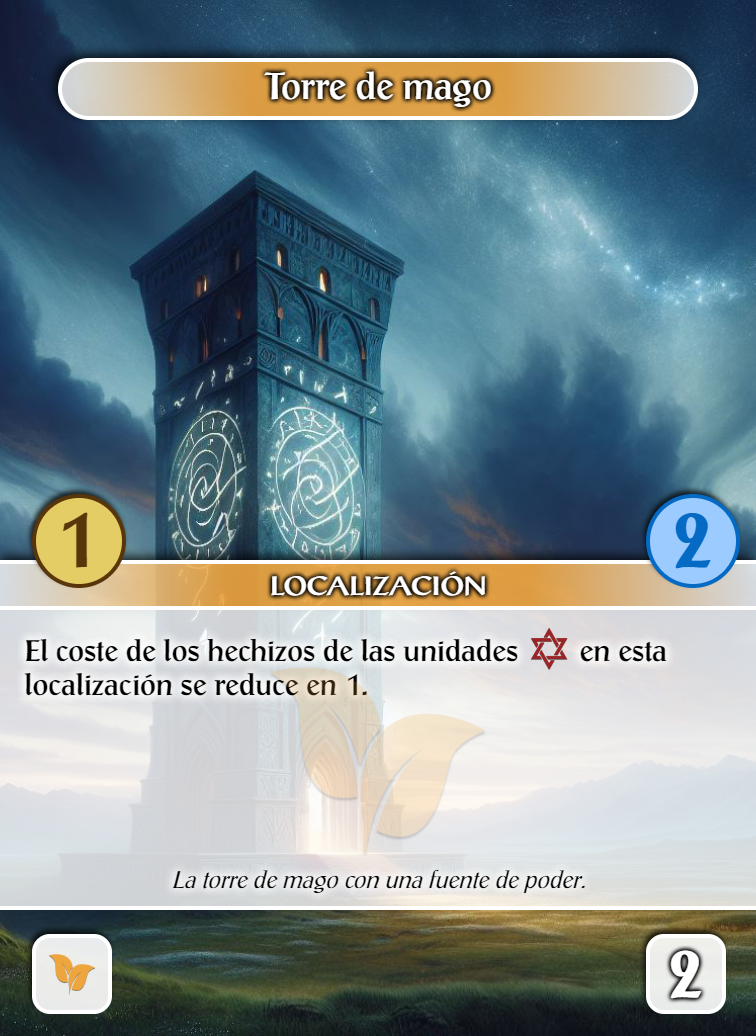 Torre de mago
1
2
LOCALIZACIÓN
El coste de los hechizos de las unidades ✡ en esta
localización se reduce en 1.
La torre de mago con una fuente de poder.
2